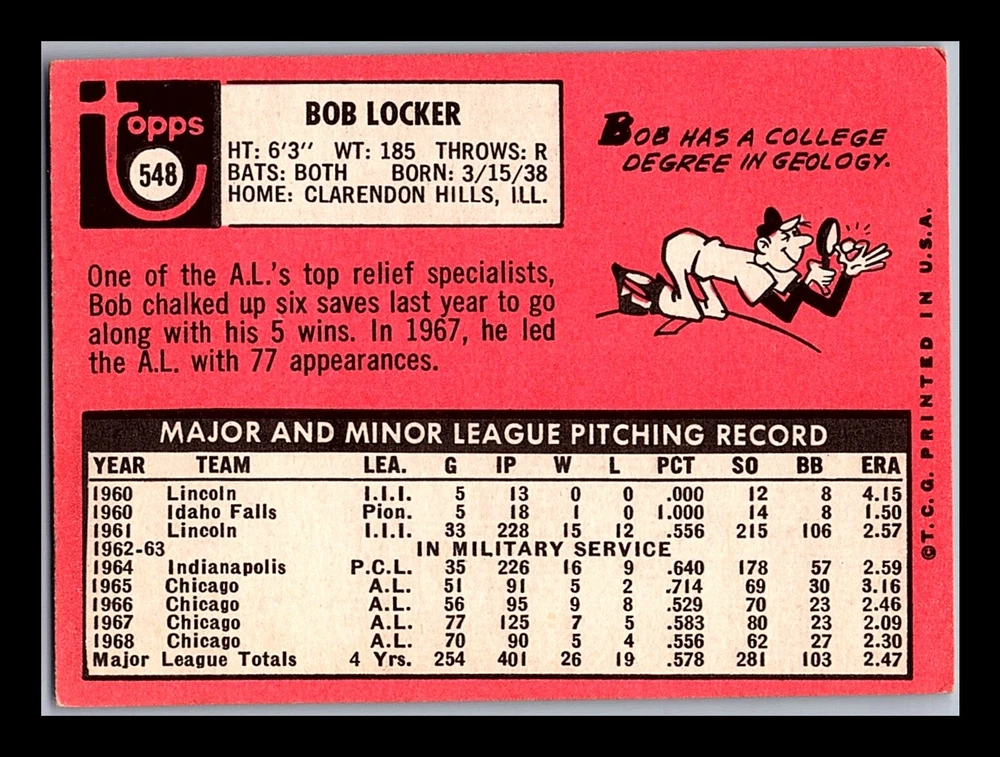 Topps
548
BOB LOCKER
HT: 6'3" WT: 185 THROWS: R
BATS: BOTH BORN: 3/15/38
HOME: CLARENDON HILLS, ILL.
BOB HAS A COLLEGE
DEGREE IN GEOLOGY.
One of the A.L.'s top relief specialists,
Bob chalked up six saves last year to go
along with his 5 wins. In 1967, he led
the A.L. with 77 appearances.
MAJOR AND MINOR LEAGUE PITCHING RECORD
YEAR TEAM LEA. G IP W L PCT SO BB ERA
1960 Lincoln I.I.I. 5 13 0 0 .000 12 8 4.15
1960 Idaho Falls Pion. 5 18 1 0 1.000 14 8 1.50
1961 Lincoln I.I.I. 33 228 15 12 .556 215 106 2.57
1962-63 IN MILITARY SERVICE
1964 Indianapolis P.C.L. 35 226 16 9 .640 178 57 2.59
1965 Chicago A.L. 51 91 5 2 .714 69 30 3.16
1966 Chicago A.L. 56 95 9 8 .529 70 23 2.46
1967 Chicago A.L. 77 125 7 5 .583 80 23 2.09
1968 Chicago A.L. 70 90 5 4 .556 62 27 2.30
Major League Totals 4 Yrs. 254 401 26 19 .578 281 103 2.47
©T.C.G. PRINTED IN U.S.A.